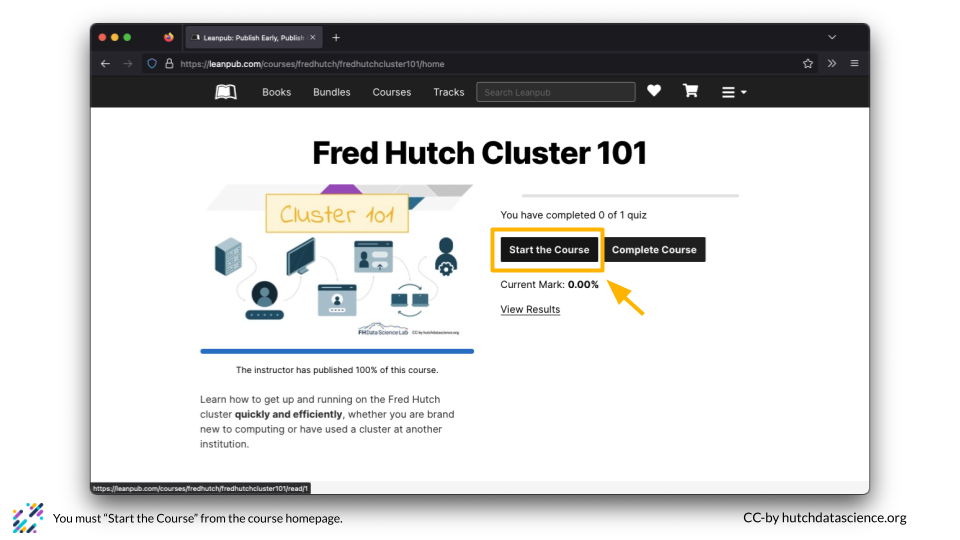 Leanpub: Publish Early, Publish
https://leanpub.com/courses/fredhutch/fredhutchcluster101/home
Books Bundles Courses Tracks Search Leanpub
Fred Hutch Cluster 101
Cluster 101
FHData Science Lab CC-by hutchdatascience.org
You have completed 0 of 1 quiz
Start the Course Complete Course
Current Mark: 0.00%
View Results
The instructor has published 100% of this course.
Learn how to get up and running on the Fred Hutch
cluster quickly and efficiently, whether you are brand
new to computing or have used a cluster at another
institution.
https://leanpub.com/courses/fredhutch/fredhutchcluster101/read/1
You must “Start the Course” from the course homepage.
CC-by hutchdatascience.org